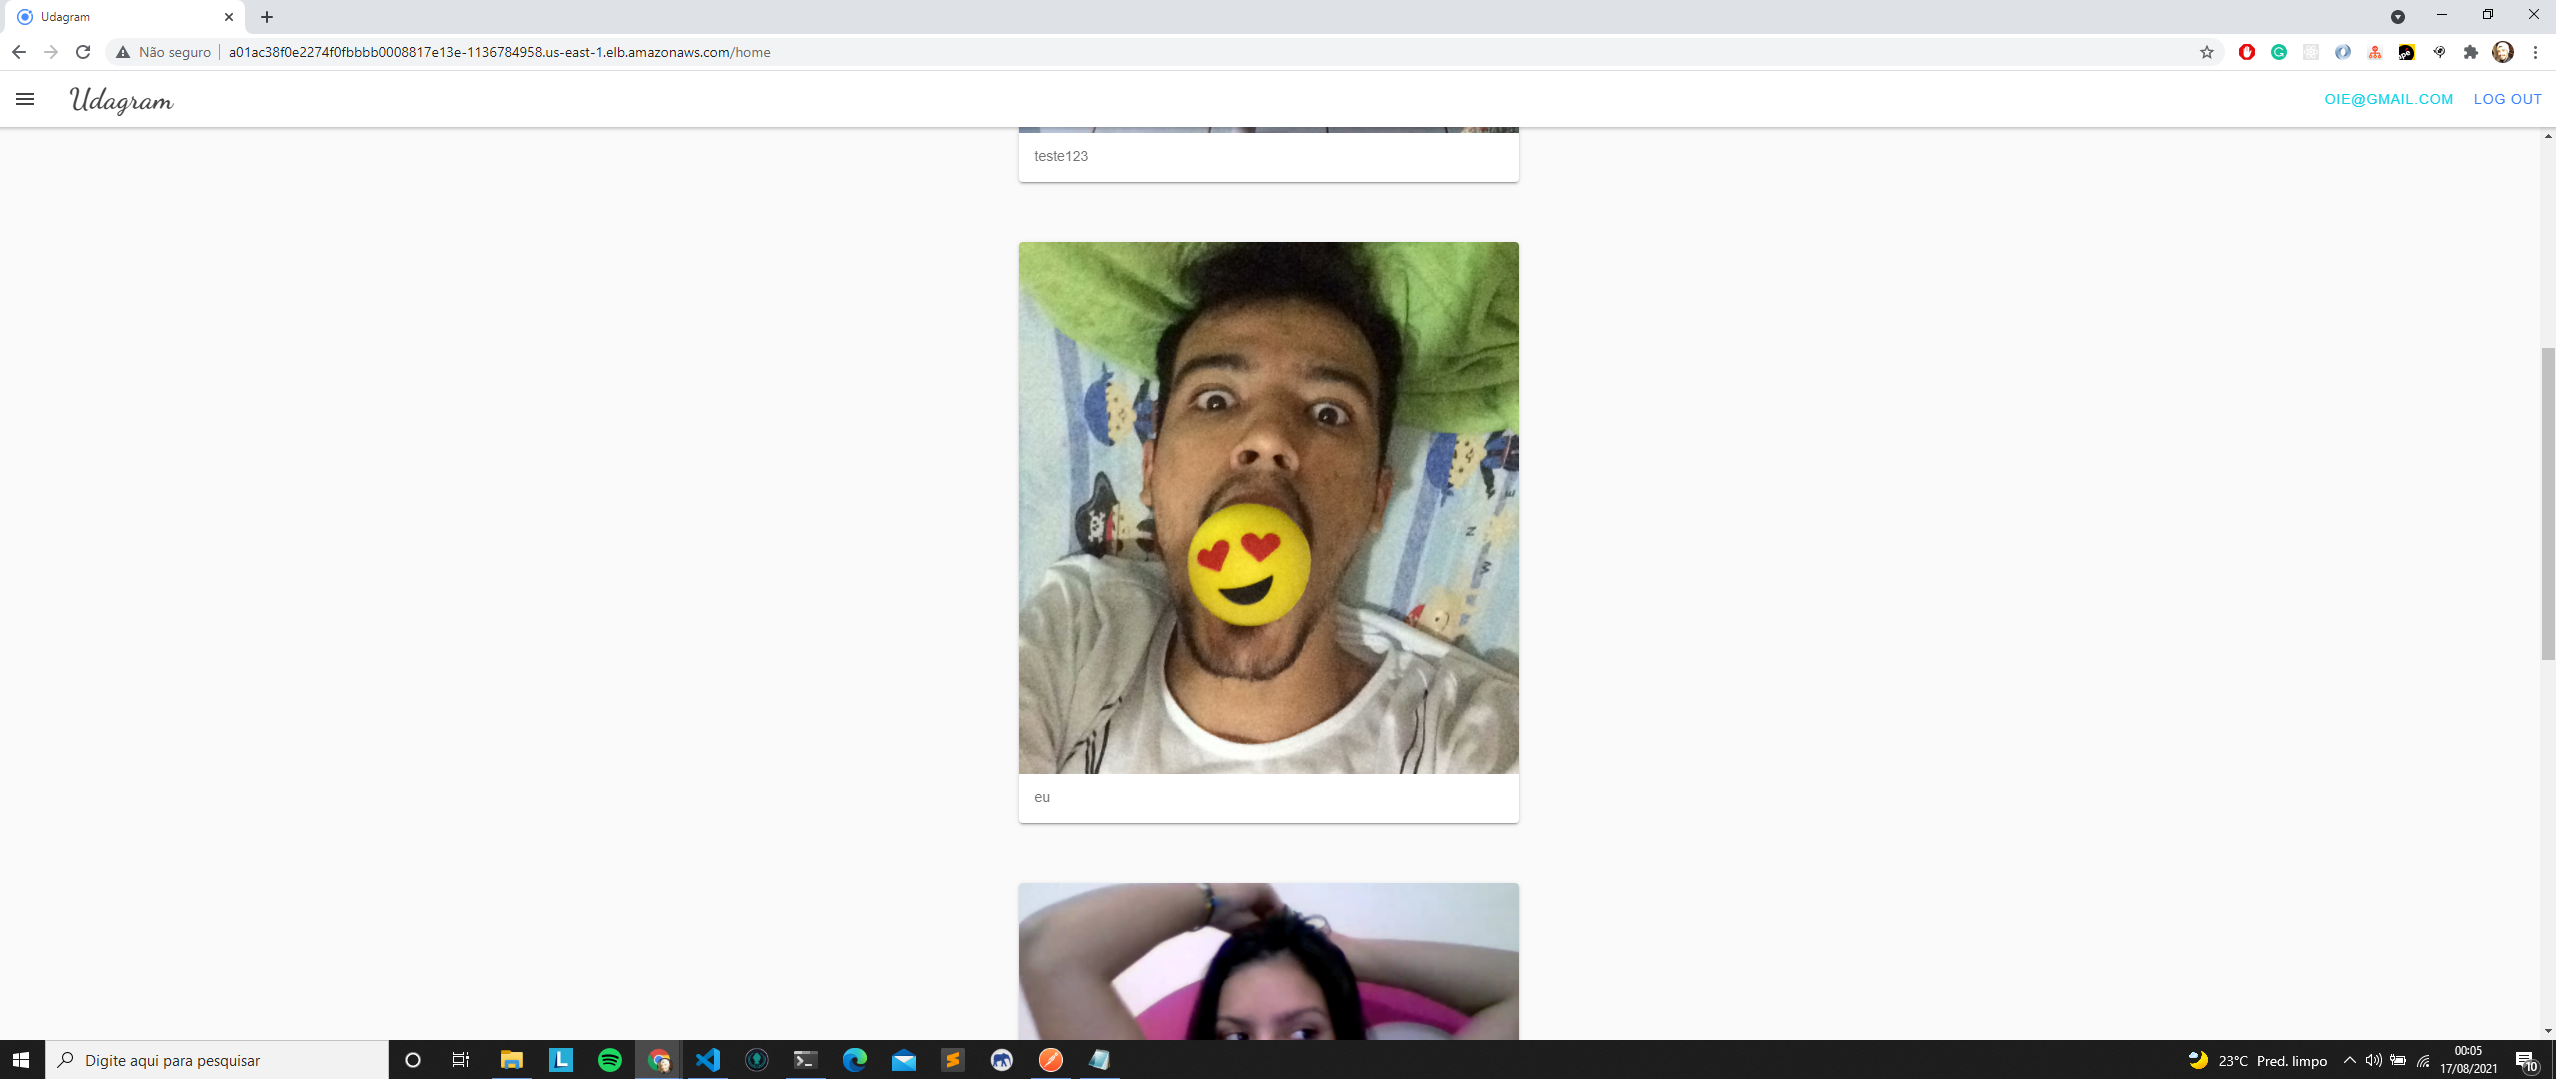 Udagram
Não seguro
a01ac38f0e2274f0fbbbb0008817e13e-1136784958.us-east-1.elb.amazonaws.com/home
Udagram
OIE@GMAIL.COM
LOG OUT
teste123
eu
Digite aqui para pesquisar
23°C Pred. limpo
00:05
17/08/2021
10